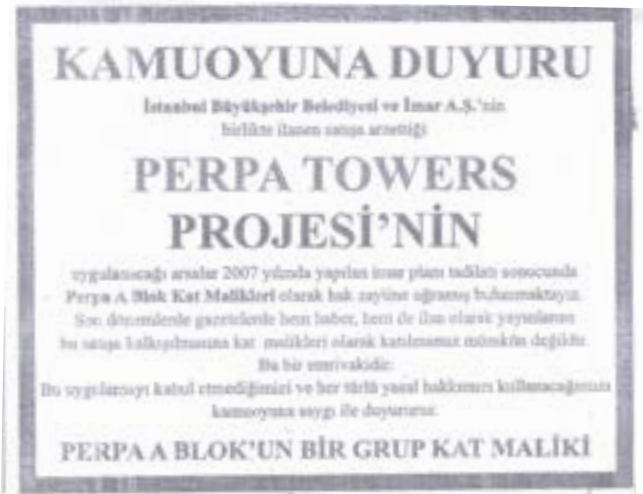 KAMUOYUNA DUYURU
İstanbul Büyükşehir Belediyesi ve İmar A.Ş.'nin
birlikte ilanen satışa arzettiği
PERPA TOWERS
PROJESİ'NİN
uygulanacağı arsalar 2007 yılında yapılan imar planı tadilatı sonucunda
Perpa A Blok Kat Malikleri olarak hak zayiine uğramış bulunmaktayız.
Son dönemlerde gazetelerde hem haber, hem de ilan olarak yayınlanan
bu satışa kalkışılmasına kat malikleri olarak katılmamız mümkün değildir.
Bu bir emrivakidir.
Bu uygulamayı kabul etmediğimizi ve her türlü yasal hakkımızı kullanacağımızı
kamuoyuna saygı ile duyururuz.
PERPA A BLOK'UN BİR GRUP KAT MALİKİ